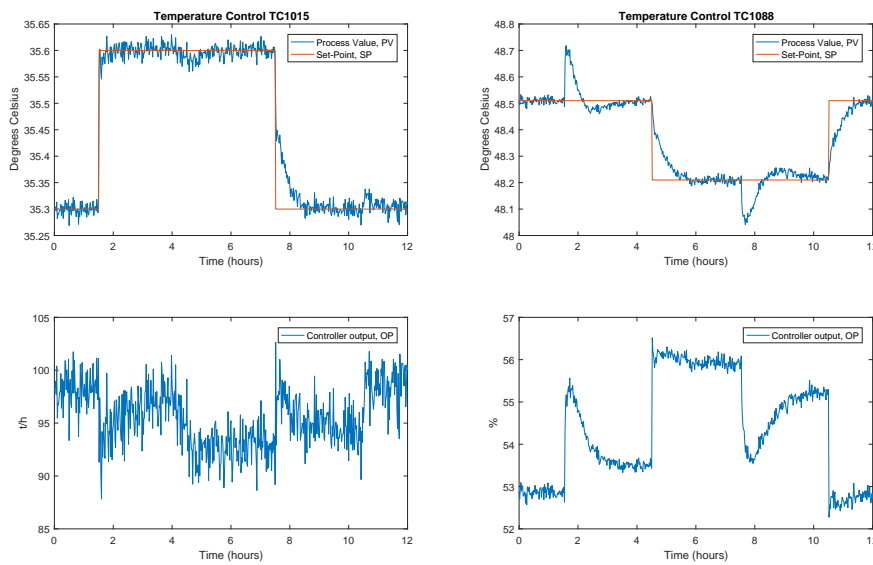 Temperature Control TC1015
35.6
35.55
35.5
35.45
35.4
35.35
35.3
35.25
Degrees Celsius
Process Value, PV
Set-Point, SP
0 2 4 6 8 10 12
Time (hours)
Temperature Control TC1088
48.8
48.7
48.6
48.5
48.4
48.3
48.2
48.1
48
Degrees Celsius
Process Value, PV
Set-Point, SP
0 2 4 6 8 10
Time (hours)
105
100
95
90
85
t/h
Controller output, OP
0 2 4 6 8 10 12
Time (hours)
57
56
55
54
53
52
%
Controller output, OP
0 2 4 6 8 10
Time (hours)